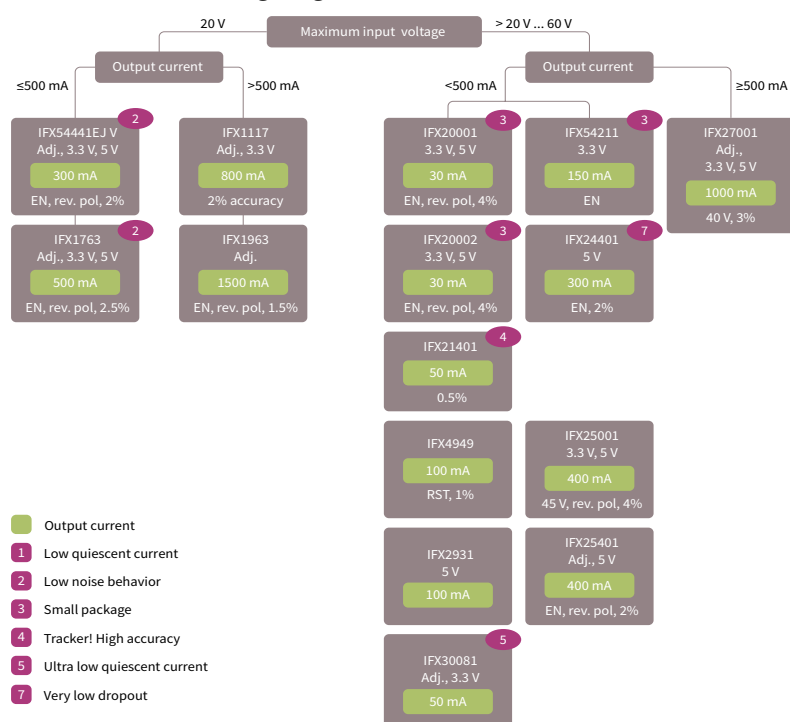 20 V
Maximum input voltage
> 20 V ... 60 V
Output current
Output current
≤500 mA
>500 mA
<500 mA
≥500 mA
2
IFX54441EJ V
Adj., 3.3 V, 5 V
300 mA
EN, rev. pol, 2%
IFX1117
Adj., 3.3 V
800 mA
2% accuracy
3
IFX20001
3.3 V, 5 V
30 mA
EN, rev. pol, 4%
3
IFX54211
3.3 V
150 mA
EN
IFX27001
Adj.,
3.3 V, 5 V
1000 mA
40 V, 3%
2
IFX1763
Adj., 3.3 V, 5 V
500 mA
EN, rev. pol, 2.5%
IFX1963
Adj.
1500 mA
EN, rev. pol, 1.5%
3
IFX20002
3.3 V, 5 V
30 mA
EN, rev. pol, 4%
7
IFX24401
5 V
300 mA
EN, 2%
4
IFX21401
50 mA
0.5%
IFX4949
100 mA
RST, 1%
IFX25001
3.3 V, 5 V
400 mA
45 V, rev. pol, 4%
IFX2931
5 V
100 mA
IFX25401
Adj., 5 V
400 mA
EN, rev. pol, 2%
5
IFX30081
Adj., 3.3 V
50 mA
Output current
1 Low quiescent current
2 Low noise behavior
3 Small package
4 Tracker! High accuracy
5 Ultra low quiescent current
7 Very low dropout